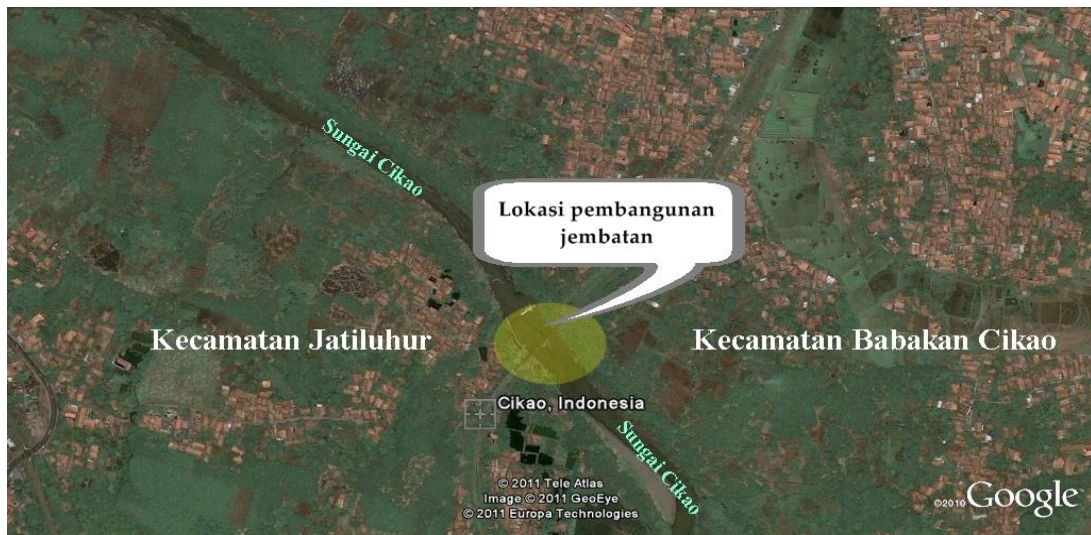 Sungai Cikao
Lokasi pembangunan
jembatan
Kecamatan Jatiluhur
Kecamatan Babakan Cikao
Cikao, Indonesia
Sungai Cikao
© 2011 Tele Atlas
Image © 2011 GeoEye
© 2011 Europa Technologies
©2010 Google